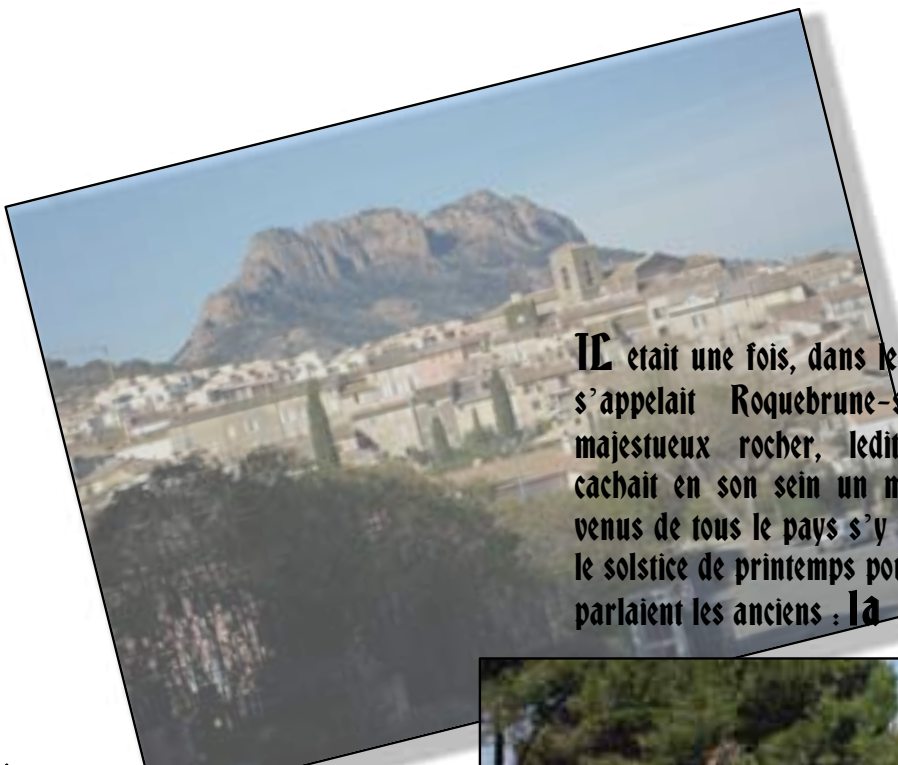 IL etait une fois, dans le
s'appelait Roquebrune-s
majestueux rocher, ledit
cachait en son sein un m
venus de tous le pays s'y
le solstice de printemps pou
parlaient les anciens : la